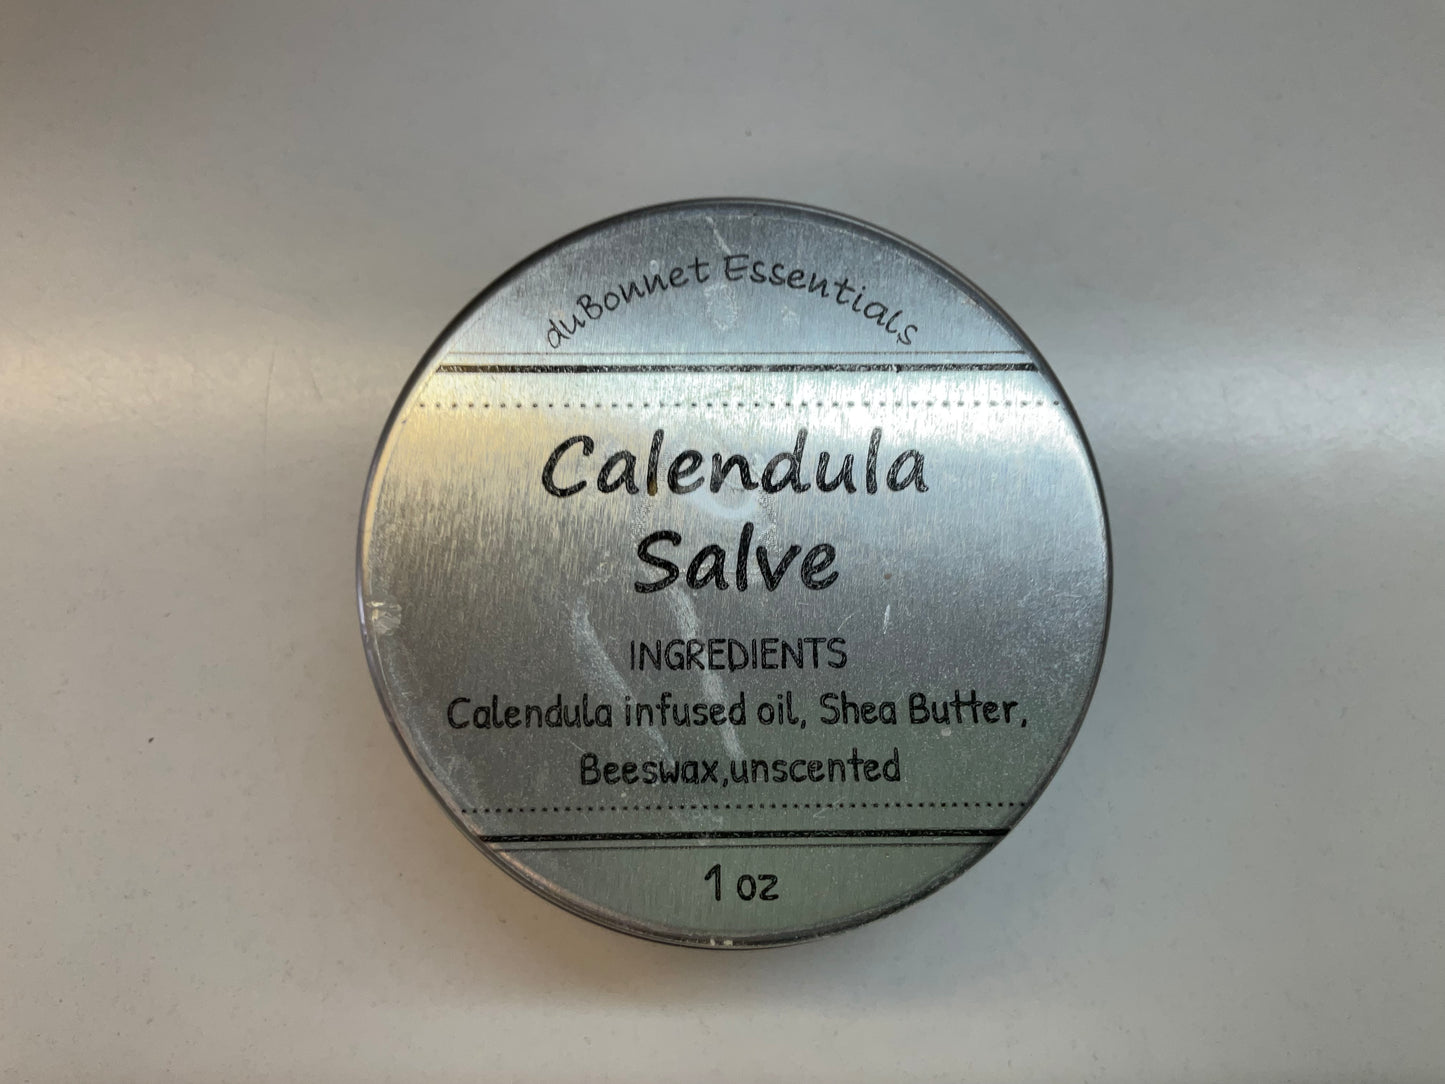 duBonnet Essentials
Calendula
Salve
INGREDIENTS
Calendula infused oil, Shea Butter,
Beeswax,unscented
1 oz